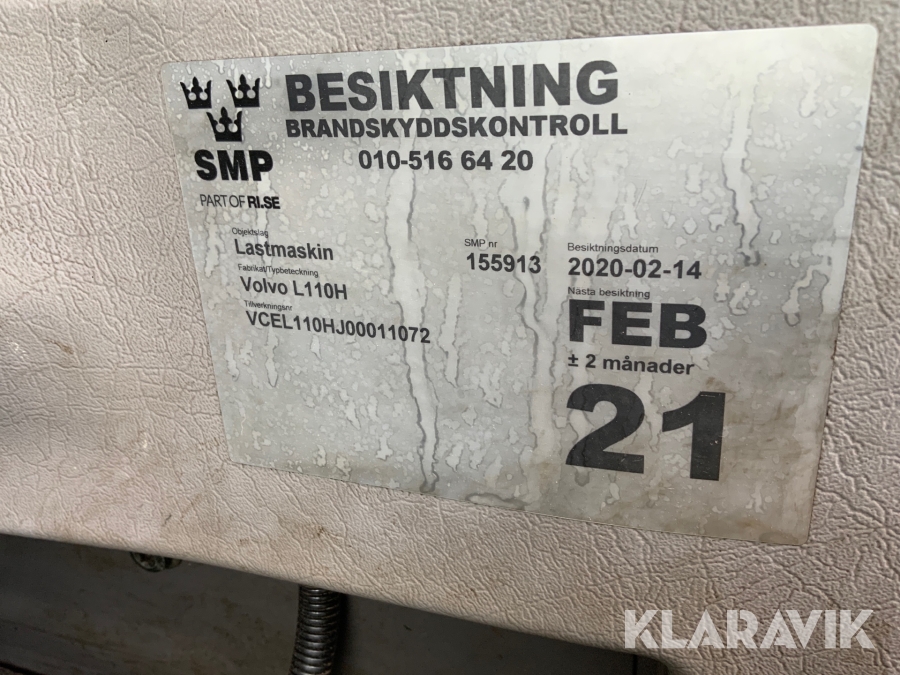 BESIKTNING
BRANDSKYDDSKONTROLL
010-516 64 20
SMP
PART OF RI.SE
Objektslag
Lastmaskin
Fabrikat/Typbeteckning
Volvo L110H
Tillverkningsnr
VCEL110HJ00011072
SMP nr
155913
Besiktningsdatum
2020-02-14
Nästa besiktning
FEB
± 2 månader
21
KLARAVIK